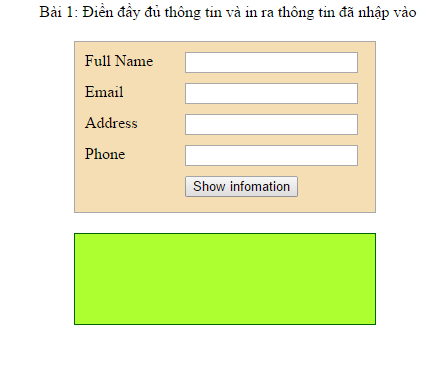 Bài 1: Điền đầy đủ thông tin và in ra thông tin đã nhập vào
Full Name
Email
Address
Phone
Show infomation